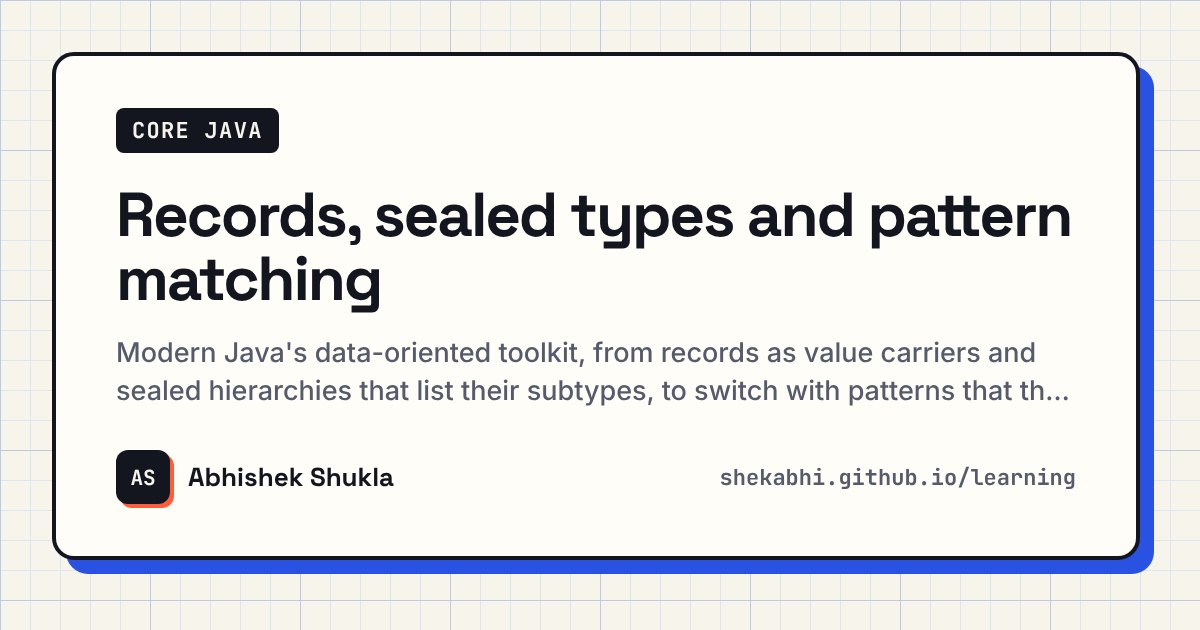 CORE JAVA
Records, sealed types and pattern
matching
Modern Java's data-oriented toolkit, from records as value carriers and
sealed hierarchies that list their subtypes, to switch with patterns that th...
AS
Abhishek Shukla
shekabhi.github.io/learning